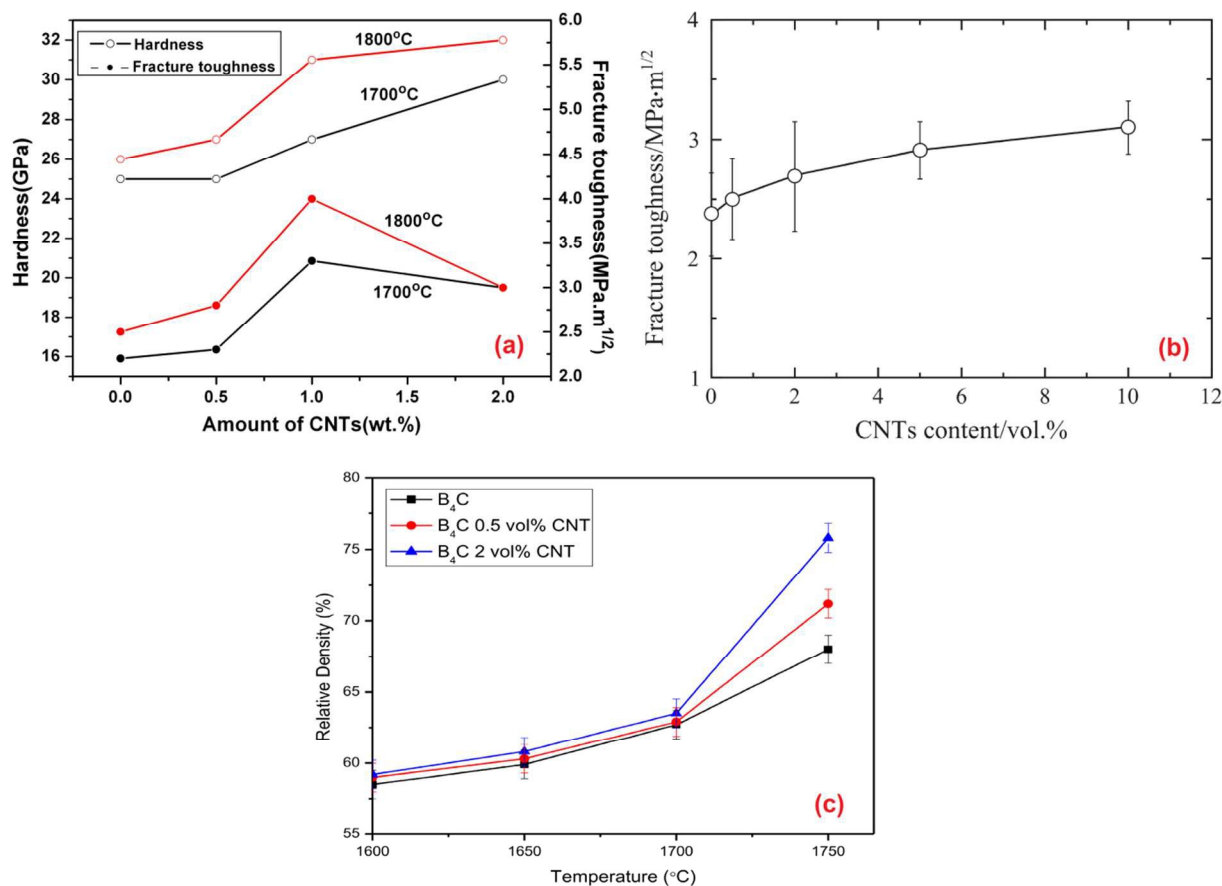 Hardness
Fracture toughness
1800°C
1700°C
1800°C
1700°C
(a)
Hardness(GPa)
32
30
28
26
24
22
20
18
16
Fracture toughness(MPa.m1/2)
6.0
5.5
5.0
4.5
4.0
3.5
3.0
2.5
2.0
0.0 0.5 1.0 1.5 2.0
Amount of CNTs(wt.%)
Fracture toughness/MPa·m1/2
4
3
2
1
(b)
0 2 4 6 8 10 12
CNTs content/vol.%
B4C
B4C 0.5 vol% CNT
B4C 2 vol% CNT
Relative Density (%)
80
75
70
65
60
55
(c)
1600 1650 1700 1750
Temperature (°C)